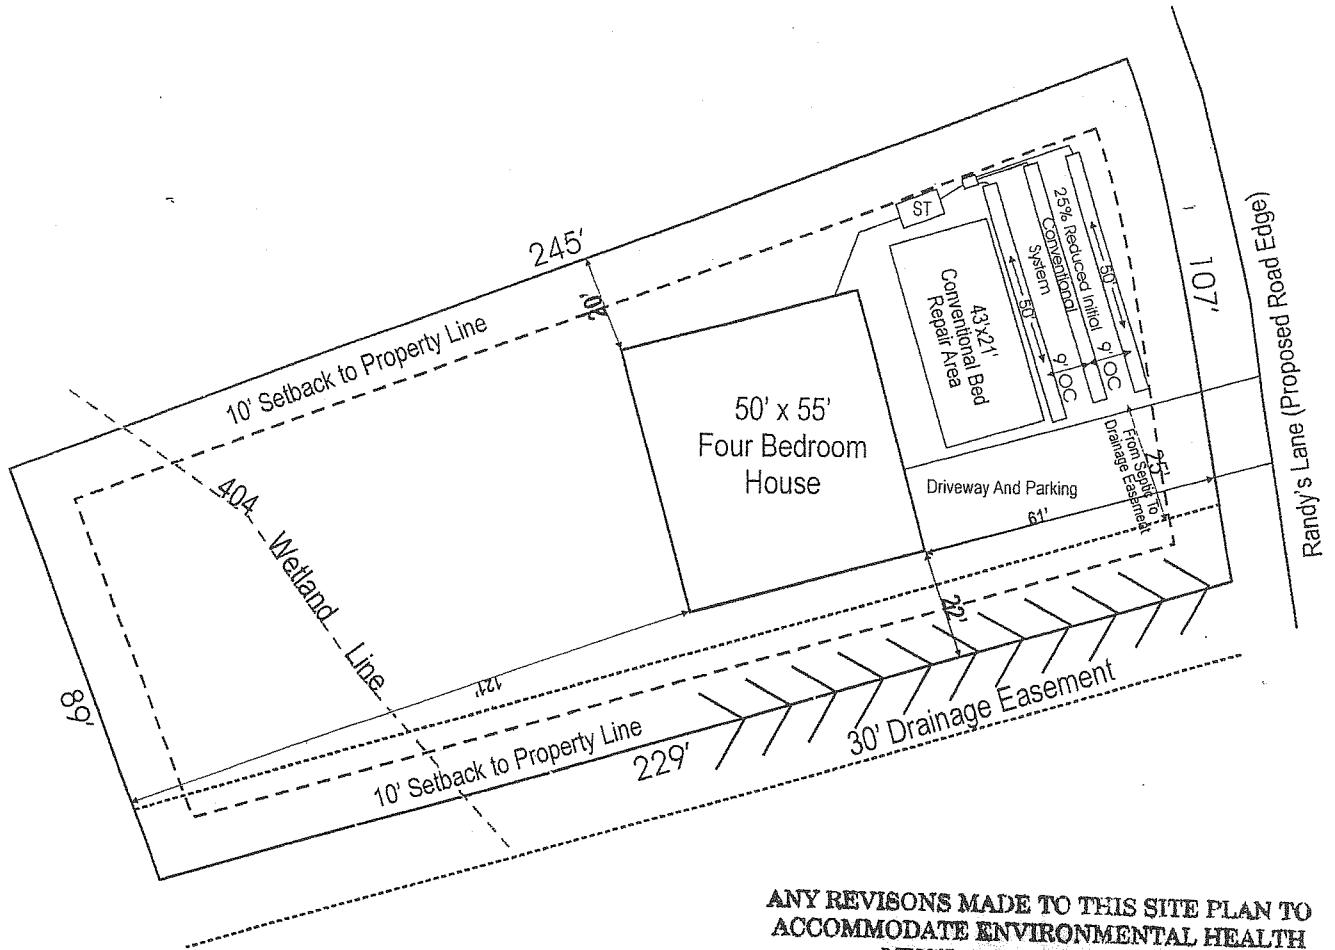 245'
20'
10' Setback to Property Line
404 Wetland Line
ST
25% Reduced Initial
Conventional
System
50'
50'
9' OC
9' OC
43'x21'
Conventional Bed
Repair Area
107'
Randy's Lane (Proposed Road Edge)
50' x 55'
Four Bedroom
House
Driveway And Parking
25'
From Septic To
Drainage Easement
61'
22'
121'
89'
10' Setback to Property Line
229'
30' Drainage Easement
ANY REVISONS MADE TO THIS SITE PLAN TO
ACCOMMODATE ENVIRONMENTAL HEALTH